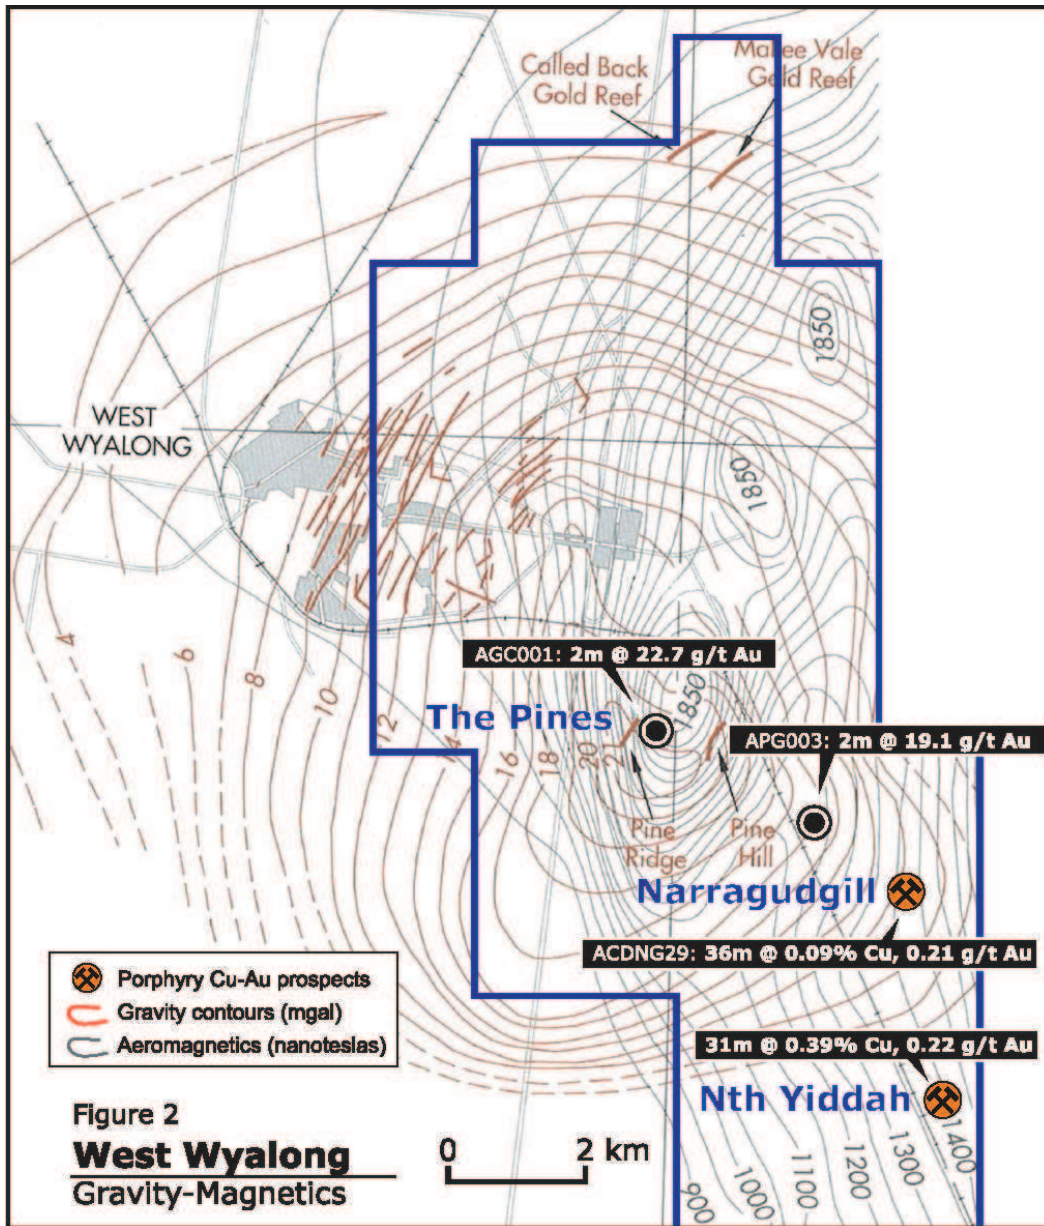 Called Back
Gold Reef
Mallee Vale
Gold Reef
1850
WEST
WYALONG
1850
4
6
8
10
12
14
16
18
20
21
AGC001: 2m @ 22.7 g/t Au
1850
The Pines
APG003: 2m @ 19.1 g/t Au
Pine
Ridge
Pine
Hill
Narragudgill
ACDNG29: 36m @ 0.09% Cu, 0.21 g/t Au
31m @ 0.39% Cu, 0.22 g/t Au
Nth Yiddah
900
1000
1100
1200
1300
1400
Porphyry Cu-Au prospects
Gravity contours (mgal)
Aeromagnetics (nanoteslas)
Figure 2
West Wyalong
Gravity-Magnetics
0
2 km